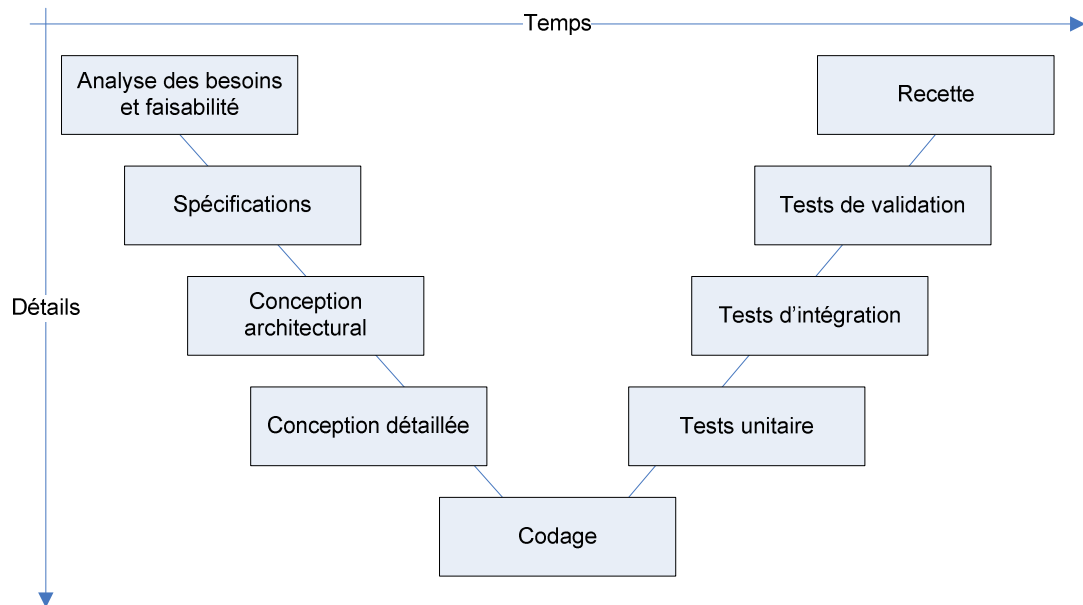 Temps
Analyse des besoins
et faisabilité
Recette
Spécifications
Tests de validation
Détails
Conception
architectural
Tests d'intégration
Conception détaillée
Tests unitaire
Codage